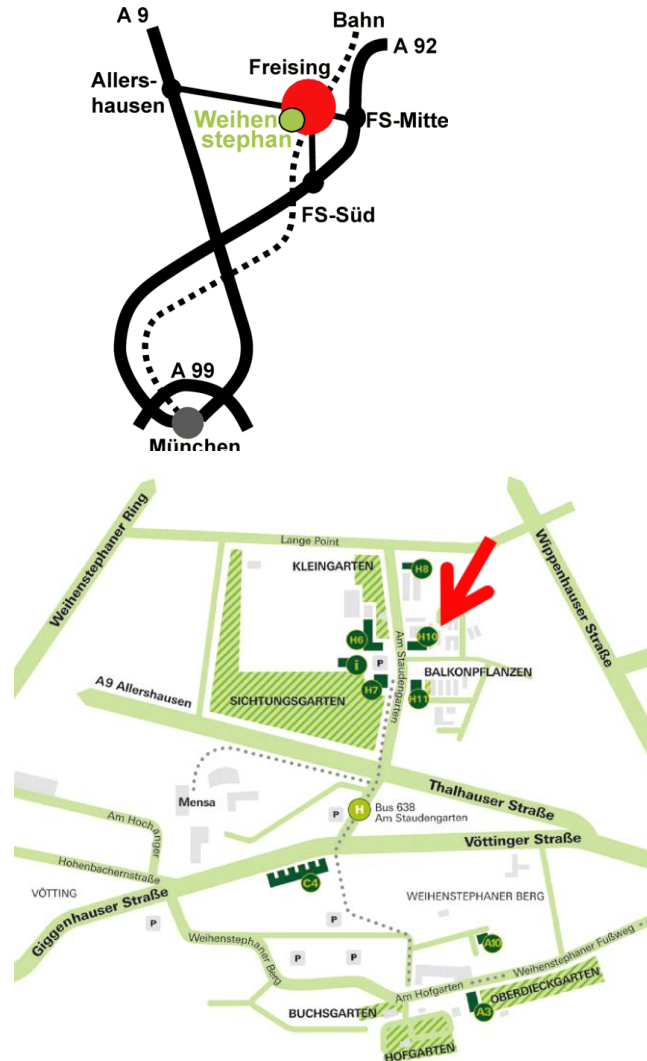 A 9
Bahn
A 92
Freising
Allers-
hausen
Weihen
stephan
FS-Mitte
FS-Süd
A 99
München
Weihenstephaner Ring
Lange Point
Wippenhauser Straße
KLEINGARTEN
H8
H10
H6
Am Staudengarten
P
i
BALKONPFLANZEN
A9 Allershausen
SICHTUNGSGARTEN
H7
H11
Thalhauser Straße
Mensa
H
Bus 638
Am Staudengarten
P
Am Hochanger
Vöttinger Straße
Hohenbachernstraße
C4
VÖTTING
WEIHENSTEPHANER BERG
Giggenhauser Straße
P
P
Weihenstephaner
Berg
A10
P
P
Weihenstephaner Fußweg
Am Hofgarten
OBERDIECKGARTEN
BUCHSGARTEN
A3
HOFGARTEN